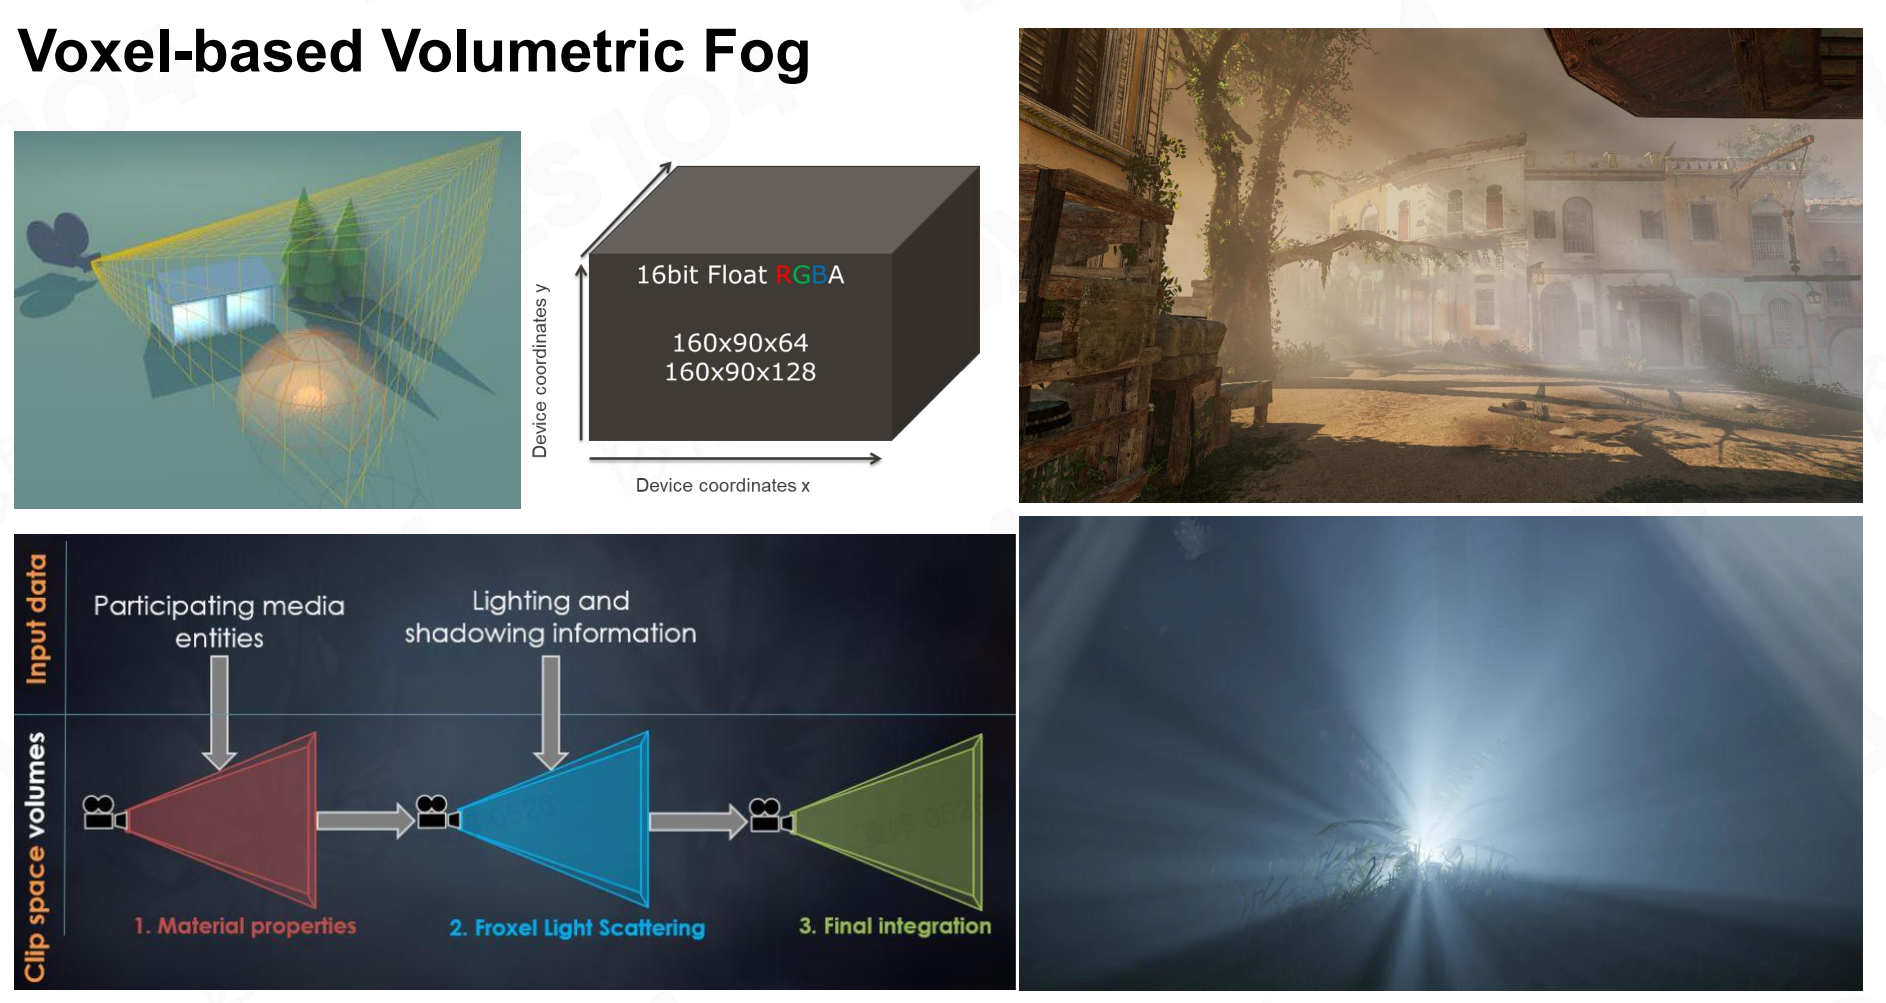 Voxel-based Volumetric Fog
16bit Float RGBA
160x90x64
160x90x128
Device coordinates y
Device coordinates x
Input data
Participating media
entities
Lighting and
shadowing information
Clip space volumes
1. Material properties
2. Froxel Light Scattering
3. Final integration